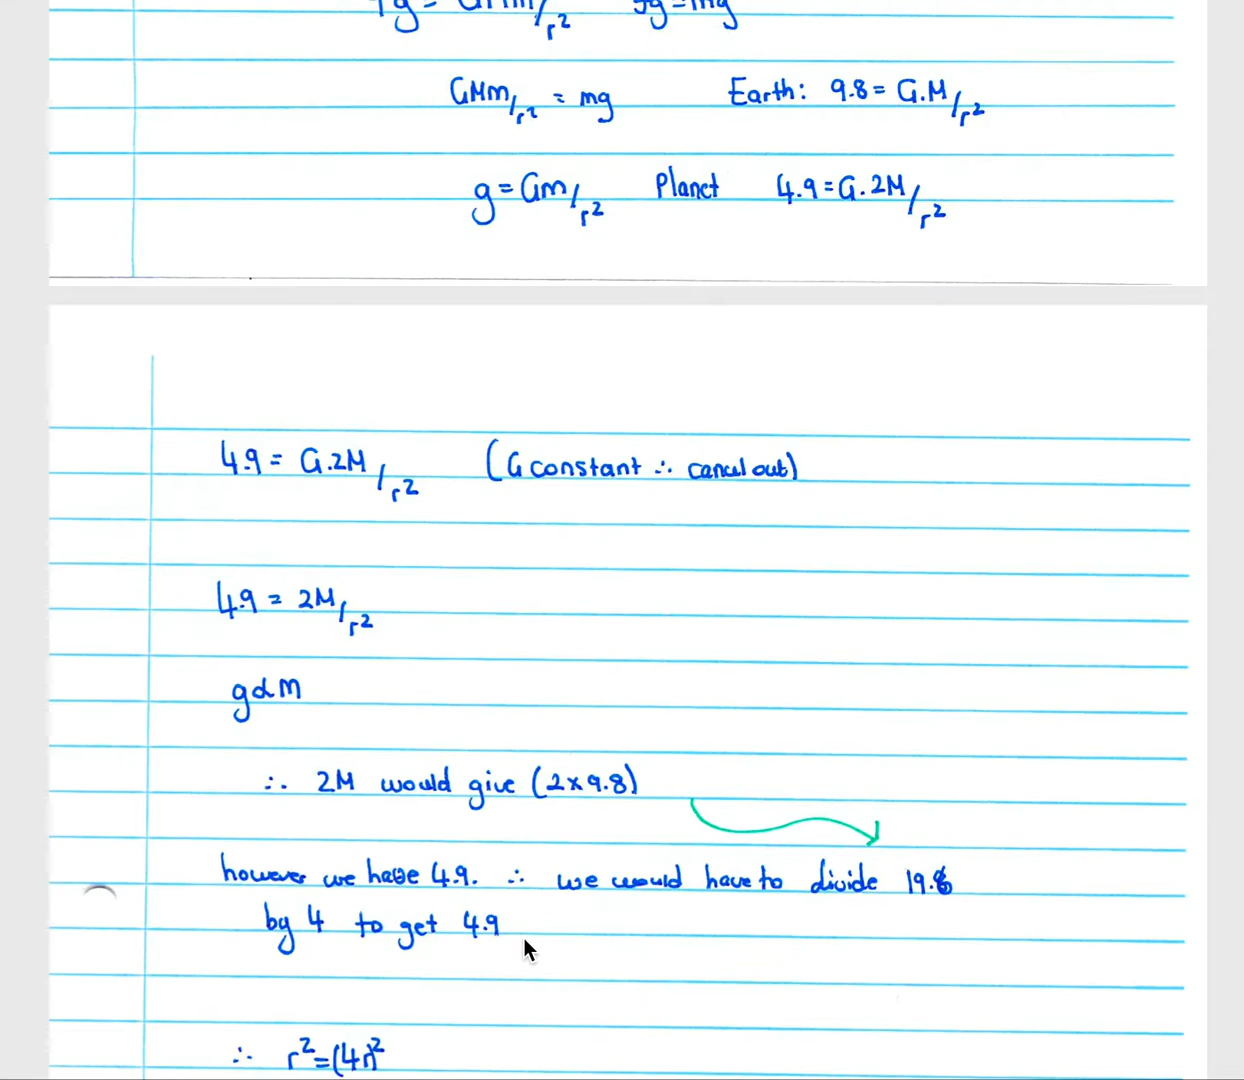 GMm/r² = mg Earth: 9.8 = G.M/r²
g = Gm/r² Planet 4.9 = G.2M/r²
4.9 = G.2M/r² (G constant ∴ cancel out)
4.9 = 2M/r²
g α M
∴ 2M would give (2×9.8)
however we have 4.9. ∴ we would have to divide 19.6
by 4 to get 4.9
∴ r² = (4r)²